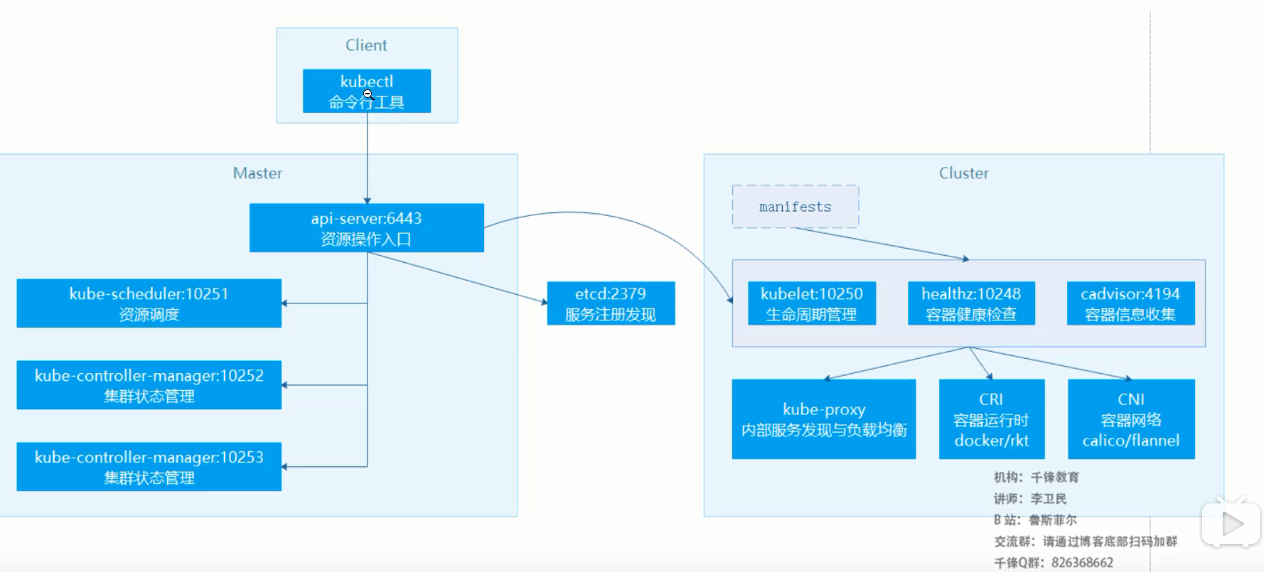 Client
kubectl
命令行工具
Master
api-server:6443
资源操作入口
kube-scheduler:10251
资源调度
kube-controller-manager:10252
集群状态管理
kube-controller-manager:10253
集群状态管理
etcd:2379
服务注册发现
Cluster
manifests
kubelet:10250
生命周期管理
healthz:10248
容器健康检查
cadvisor:4194
容器信息收集
kube-proxy
内部服务发现与负载均衡
CRI
容器运行时
docker/rkt
CNI
容器网络
calico/flannel
机构：千锋教育
讲师：李卫民
B 站：鲁斯菲尔
交流群：请通过博客底部扫码加群
千锋Q群：826368662